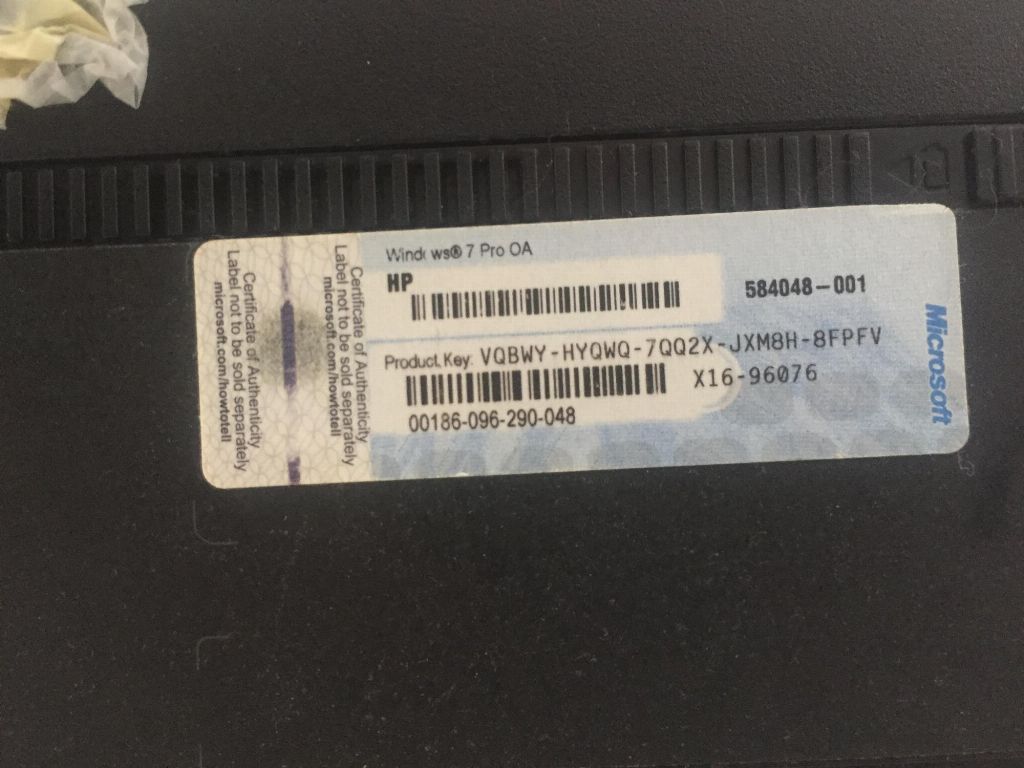 Certificate of Authenticity
Label not to be sold separately
microsoft.com/howtotell
Certificate of Authenticity
Label not to be sold separately
microsoft.com/howtotell
Windows® 7 Pro OA
HP
584048-001
Product Key: VQBWY-HYQWQ-7QQ2X-JXM8H-8FPFV
X16-96076
00186-096-290-048
Microsoft